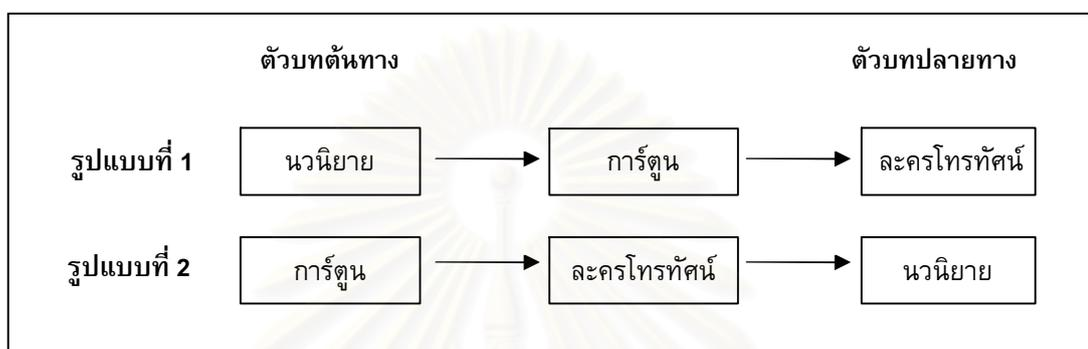 ตัวบทต้นทาง ตัวบทปลายทาง
รูปแบบที่ 1 นวนิยาย การ์ตูน ละครโทรทัศน์
รูปแบบที่ 2 การ์ตูน ละครโทรทัศน์ นวนิยาย